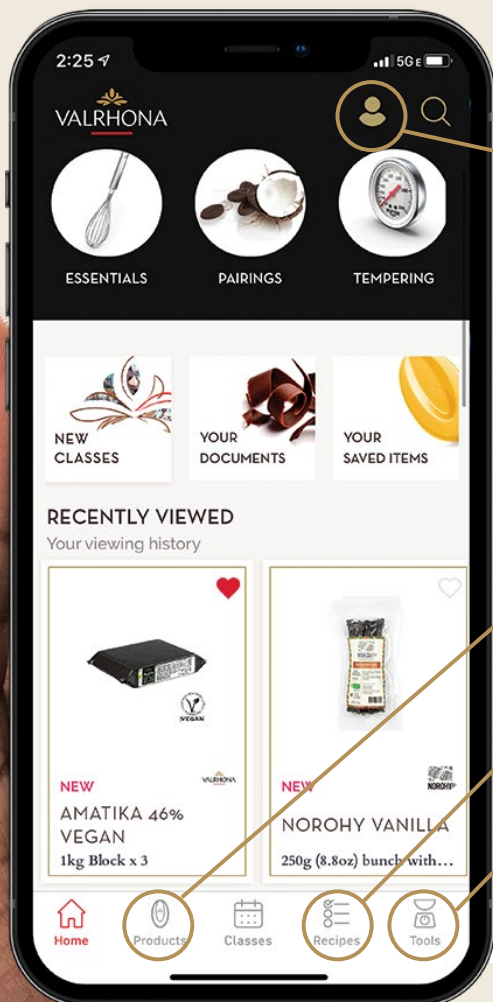 2:25
5G E
VALRHONA
ESSENTIALS
PAIRINGS
TEMPERING
NEW
CLASSES
YOUR
DOCUMENTS
YOUR
SAVED ITEMS
RECENTLY VIEWED
Your viewing history
VEGAN
NEW
VALRHONA
AMATIKA 46%
VEGAN
1kg Block x 3
NOROHY
NEW
NOROHY
NOROHY VANILLA
250g (8.8oz) bunch with...
Home
Products
Classes
Recipes
Tools